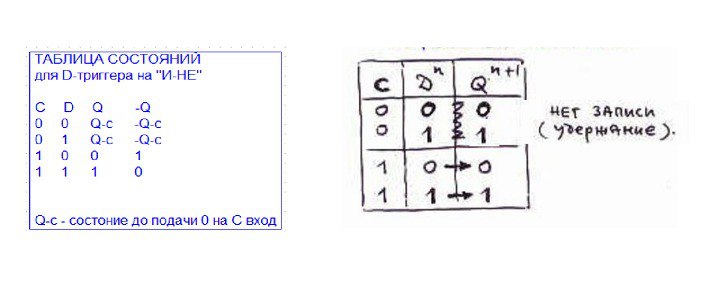 ТАБЛИЦА СОСТОЯНИЙ
для D-триггера на "И-НЕ"
C D Q -Q
0 0 Q-c -Q-c
0 1 Q-c -Q-c
1 0 0 1
1 1 1 0
Q-c - состоние до подачи 0 на С вход
C Dⁿ Qⁿ⁺¹
0 0 0
0 1 1
НЕТ ЗАПИСИ
(удержание).
1 0→0
1 1→1